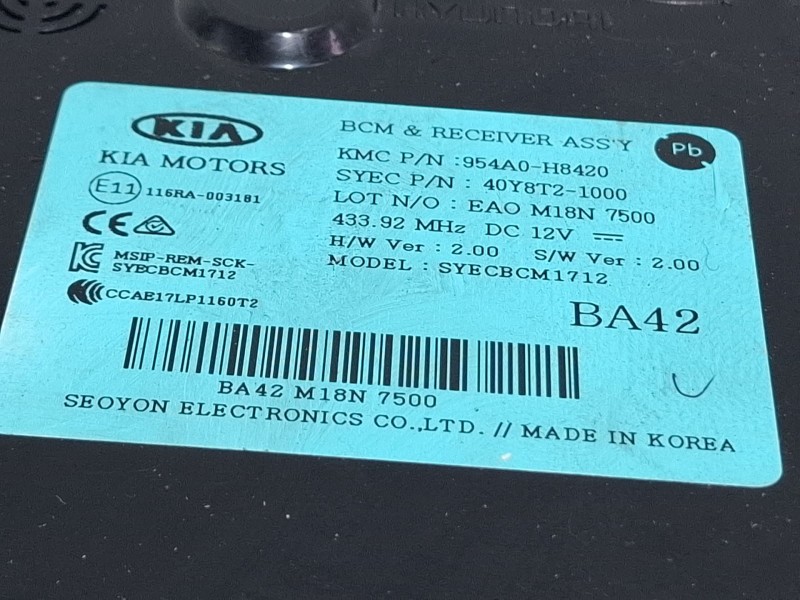 HYUNDAI
KIA
KIA MOTORS
E11 116RA-003181
CE
MSIP-REM-SCK-
SYECBCM1712
CCAE17LP1160T2
BCM & RECEIVER ASS'Y
Pb
KMC P/N :954A0-H8420
SYEC P/N : 40Y8T2-1000
LOT N/O : EAO M18N 7500
433.92 MHz DC 12V
H/W Ver : 2.00 S/W Ver : 2.00
MODEL : SYECBCM1712
BA42
BA42 M18N 7500
SEOYON ELECTRONICS CO.,LTD. // MADE IN KOREA